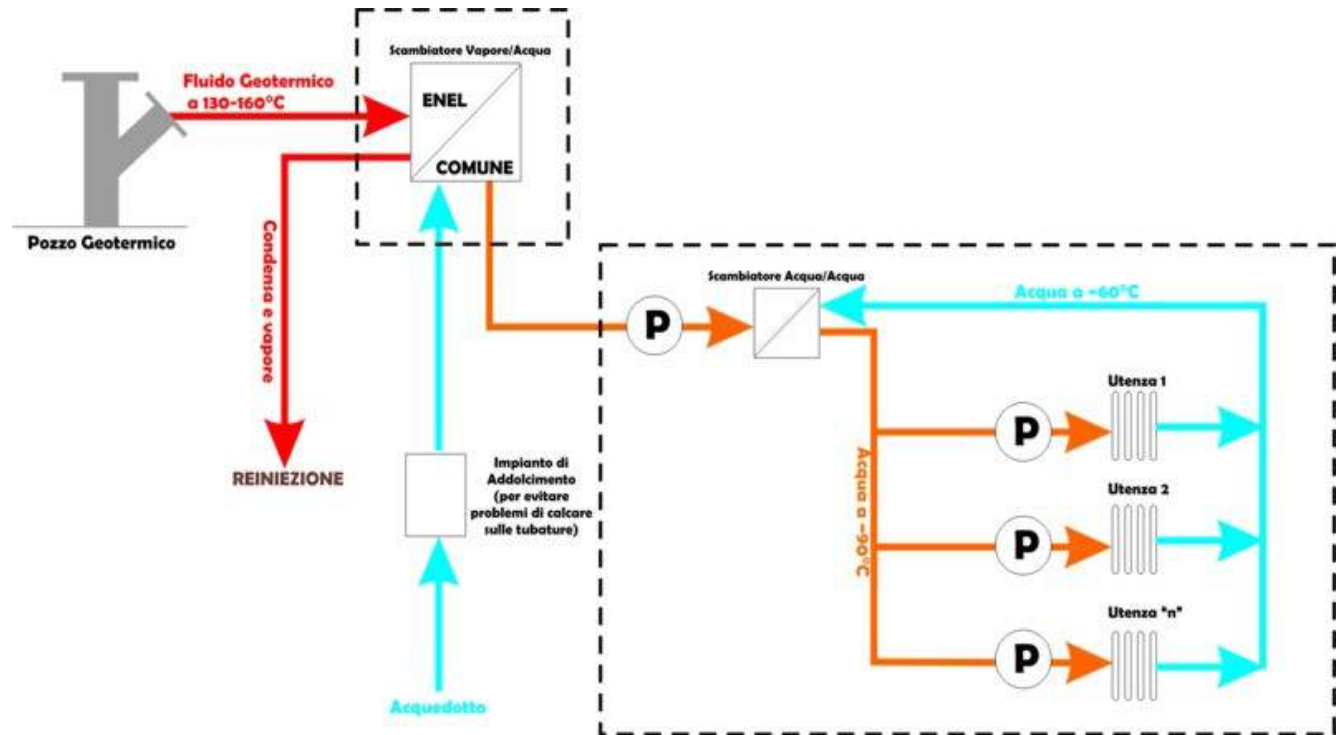 Scambiatore Vapore/Acqua
Fluido Geotermico
a 130-160°C
ENEL
COMUNE
Pozzo Geotermico
Condensa e vapore
REINIEZIONE
Impianto di
Addolcimento
(per evitare
problemi di calcare
sulle tubature)
Acquedotto
Scambiatore Acqua/Acqua
Acqua a ~60°C
P
Acqua a ~90°C
Utenza 1
P
Utenza 2
P
Utenza "n"
P